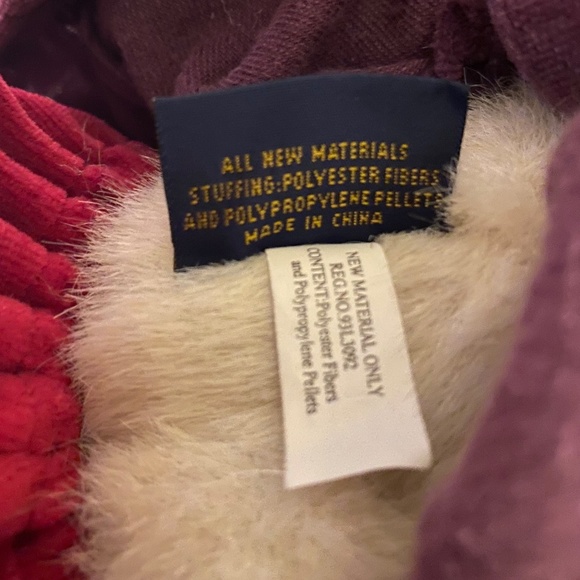 ALL NEW MATERIALS
STUFFING:POLYESTER FIBERS
AND POLYPROPYLENE PELLETS
MADE IN CHINA
NEW MATERIAL ONLY
REG.NO.93L3092
CONTENT:Polyester Fibers
and Polypropylene Pellets